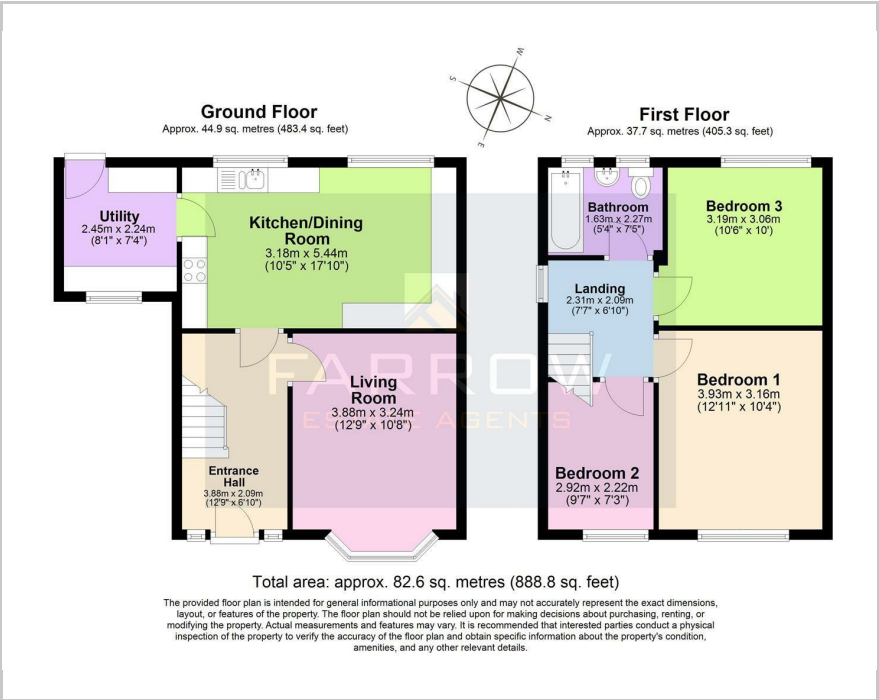 Ground Floor
Approx. 44.9 sq. metres (483.4 sq. feet)
W
S
N
E
First Floor
Approx. 37.7 sq. metres (405.3 sq. feet)
Utility
2.45m x 2.24m
(8'1" x 7'4")
Kitchen/Dining
Room
3.18m x 5.44m
(10'5" x 17'10")
Bathroom
1.63m x 2.27m
(5'4" x 7'5")
Bedroom 3
3.19m x 3.06m
(10'6" x 10')
Landing
2.31m x 2.09m
(7'7" x 6'10")
FARROW
ESTATE AGENTS
Living
Room
3.88m x 3.24m
(12'9" x 10'8")
Bedroom 1
3.93m x 3.16m
(12'11" x 10'4")
Entrance
Hall
3.88m x 2.09m
(12'9" x 6'10")
Bedroom 2
2.92m x 2.22m
(9'7" x 7'3")
Total area: approx. 82.6 sq. metres (888.8 sq. feet)
The provided floor plan is intended for general informational purposes only and may not accurately represent the exact dimensions,
layout, or features of the property. The floor plan should not be relied upon for making decisions about purchasing, renting, or
modifying the property. Actual measurements and features may vary. It is recommended that interested parties conduct a physical
inspection of the property to verify the accuracy of the floor plan and obtain specific information about the property's condition,
amenities, and any other relevant details.